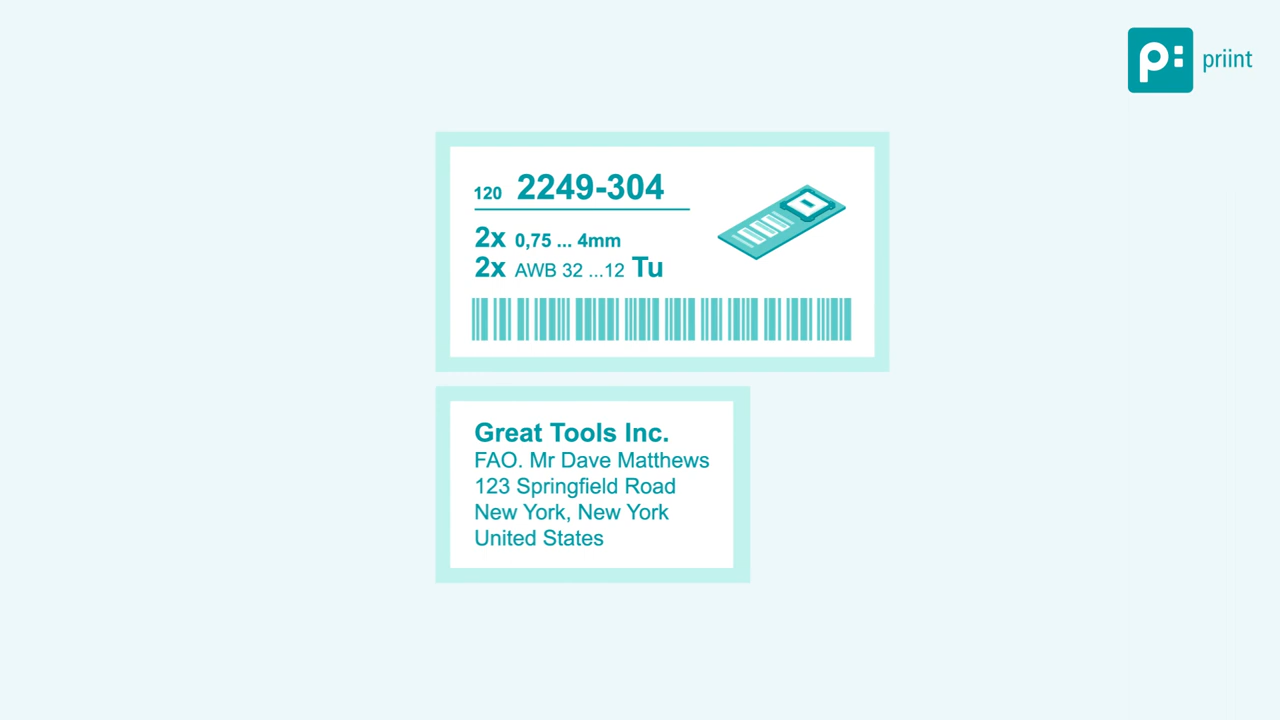 p: priint
120 2249-304
2x 0,75 ... 4mm
2x AWB 32 ...12 Tu
Great Tools Inc.
FAO. Mr Dave Matthews
123 Springfield Road
New York, New York
United States